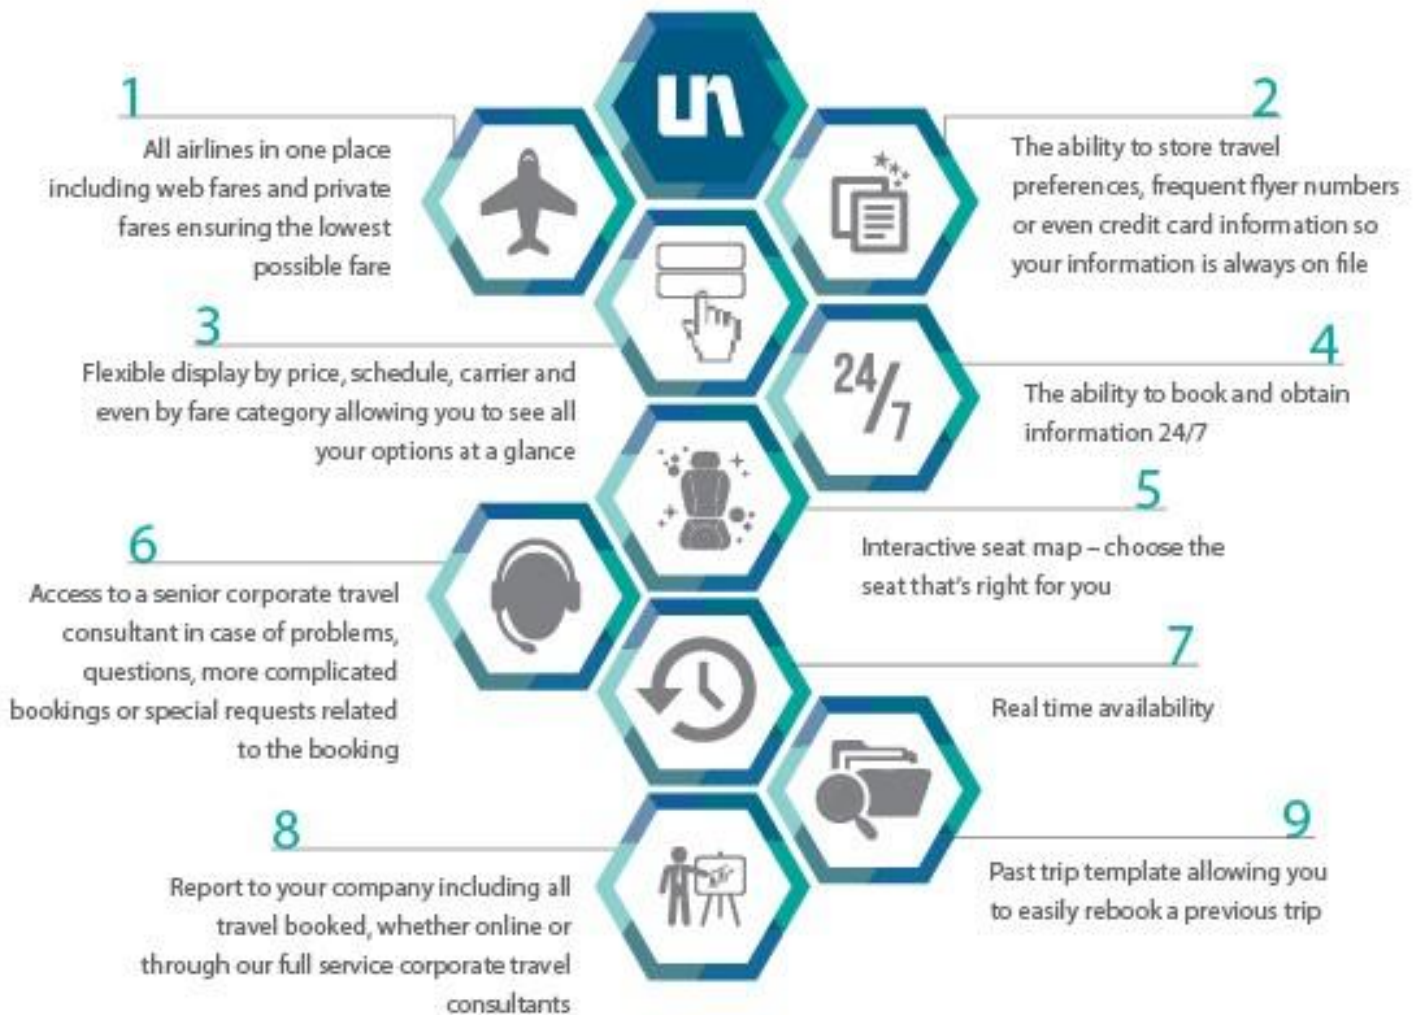 un
1
All airlines in one place
including web fares and private
fares ensuring the lowest
possible fare
2
The ability to store travel
preferences, frequent flyer numbers
or even credit card information so
your information is always on file
3
Flexible display by price, schedule, carrier and
even by fare category allowing you to see all
your options at a glance
24/7
4
The ability to book and obtain
information 24/7
5
Interactive seat map – choose the
seat that's right for you
6
Access to a senior corporate travel
consultant in case of problems,
questions, more complicated
bookings or special requests related
to the booking
7
Real time availability
8
Report to your company including all
travel booked, whether online or
through our full service corporate travel
consultants
9
Past trip template allowing you
to easily rebook a previous trip